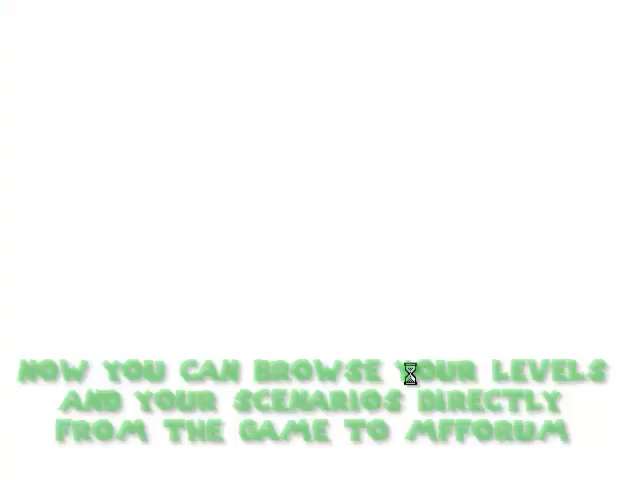 NOW YOU CAN BROWSE YOUR LEVELS
AND YOUR SCENARIOS DIRECTLY
FROM THE GAME TO MFFORUM